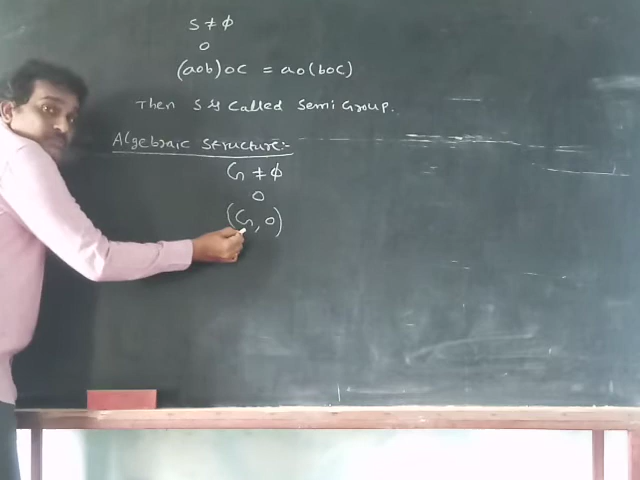 S ≠ ϕ
o
(aob)oc = ao(boc)
Then S is called Semi Group.
Algebraic Structure:-
G ≠ ϕ
o
(G, o)